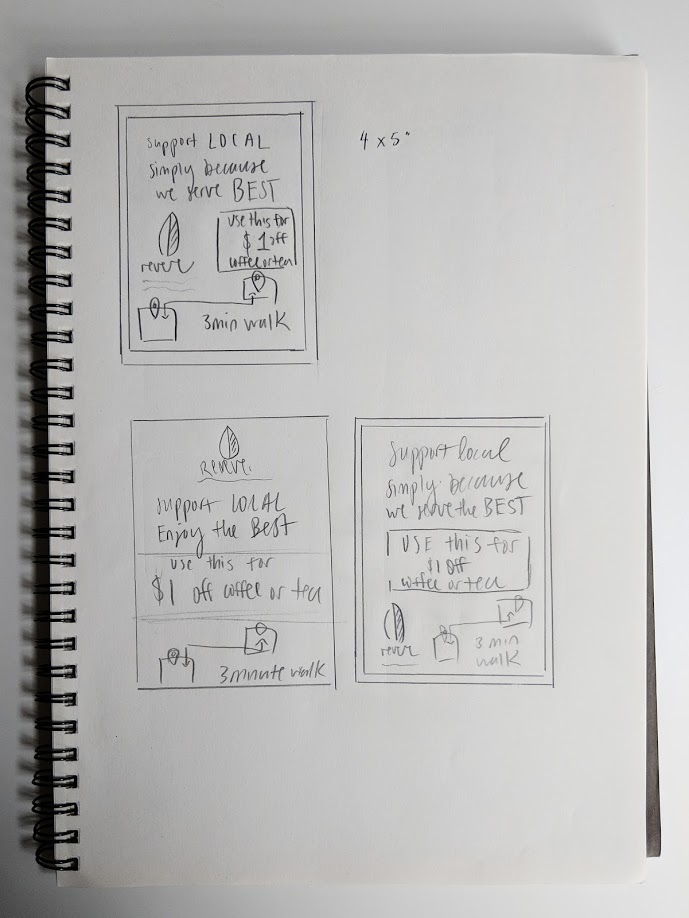 support LOCAL
simply because
we serve BEST
use this for
$1 off
coffee or tea
revere
3min walk
4 x 5"
Revere.
support LOCAL
Enjoy the BEST
use this for
$1 off coffee or tea
3minute walk
support local
simply because
we serve the BEST
USE this for
$1 off
coffee or tea
revere
3 min
walk